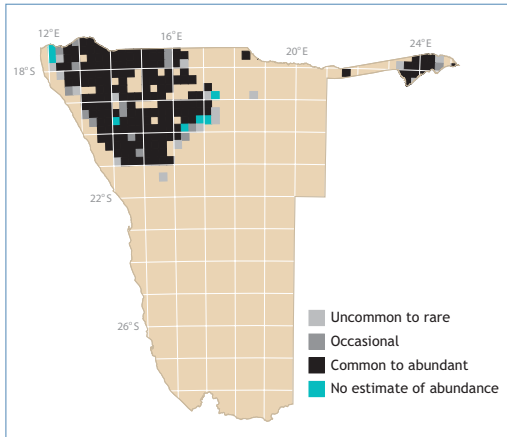 12°E
16°E
20°E
24°E
18°S
22°S
26°S
Uncommon to rare
Occasional
Common to abundant
No estimate of abundance